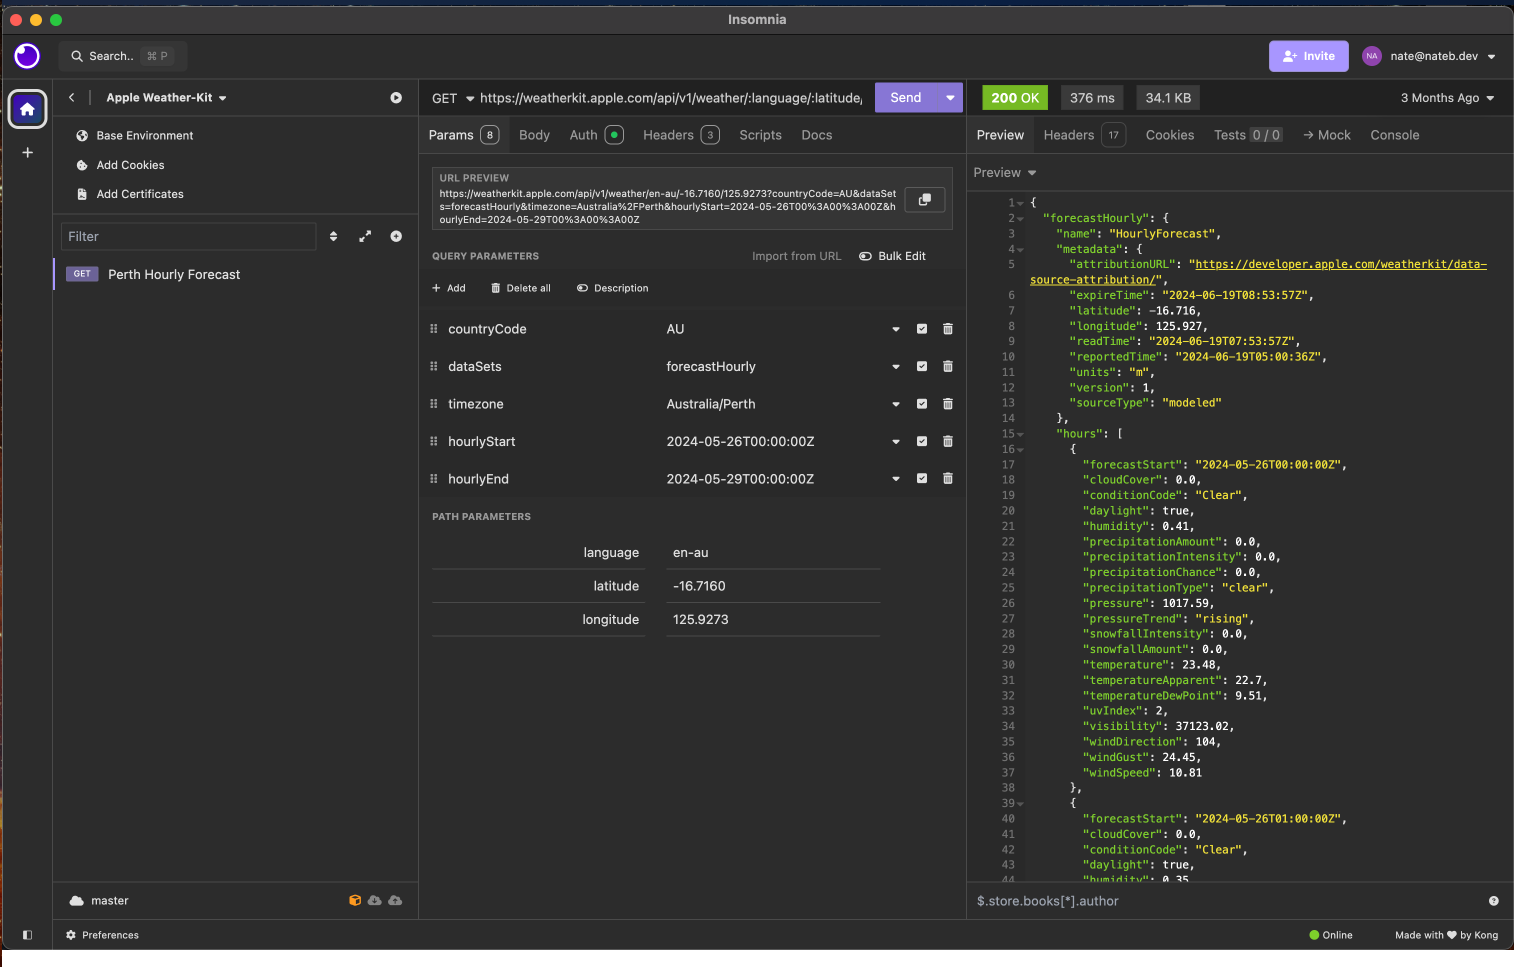 Insomnia
Search.. ⌘ P
Invite
NA nate@nateb.dev
Apple Weather-Kit
Base Environment
Add Cookies
Add Certificates
Filter
GET Perth Hourly Forecast
master
Preferences
GET https://weatherkit.apple.com/api/v1/weather/:language/:latitude,
Send
Params 8 Body Auth Headers 3 Scripts Docs
URL PREVIEW
https://weatherkit.apple.com/api/v1/weather/en-au/-16.7160/125.9273?countryCode=AU&dataSet
s=forecastHourly&timezone=Australia%2FPerth&hourlyStart=2024-05-26T00%3A00%3A00Z&h
ourlyEnd=2024-05-29T00%3A00%3A00Z
QUERY PARAMETERS Import from URL Bulk Edit
+ Add Delete all Description
countryCode AU
dataSets forecastHourly
timezone Australia/Perth
hourlyStart 2024-05-26T00:00:00Z
hourlyEnd 2024-05-29T00:00:00Z
PATH PARAMETERS
language en-au
latitude -16.7160
longitude 125.9273
200 OK 376 ms 34.1 KB 3 Months Ago
Preview Headers 17 Cookies Tests 0 / 0 → Mock Console
Preview
1 {
2 "forecastHourly": {
3 "name": "HourlyForecast",
4 "metadata": {
5 "attributionURL": "https://developer.apple.com/weatherkit/data-
source-attribution/",
6 "expireTime": "2024-06-19T08:53:57Z",
7 "latitude": -16.716,
8 "longitude": 125.927,
9 "readTime": "2024-06-19T07:53:57Z",
10 "reportedTime": "2024-06-19T05:00:36Z",
11 "units": "m",
12 "version": 1,
13 "sourceType": "modeled"
14 },
15 "hours": [
16 {
17 "forecastStart": "2024-05-26T00:00:00Z",
18 "cloudCover": 0.0,
19 "conditionCode": "Clear",
20 "daylight": true,
21 "humidity": 0.41,
22 "precipitationAmount": 0.0,
23 "precipitationIntensity": 0.0,
24 "precipitationChance": 0.0,
25 "precipitationType": "clear",
26 "pressure": 1017.59,
27 "pressureTrend": "rising",
28 "snowfallIntensity": 0.0,
29 "snowfallAmount": 0.0,
30 "temperature": 23.48,
31 "temperatureApparent": 22.7,
32 "temperatureDewPoint": 9.51,
33 "uvIndex": 2,
34 "visibility": 37123.02,
35 "windDirection": 104,
36 "windGust": 24.45,
37 "windSpeed": 10.81
38 },
39 {
40 "forecastStart": "2024-05-26T01:00:00Z",
41 "cloudCover": 0.0,
42 "conditionCode": "Clear",
43 "daylight": true,
44 "humidity": 0.35
$.store.books[*].author
Online Made with ♥ by Kong